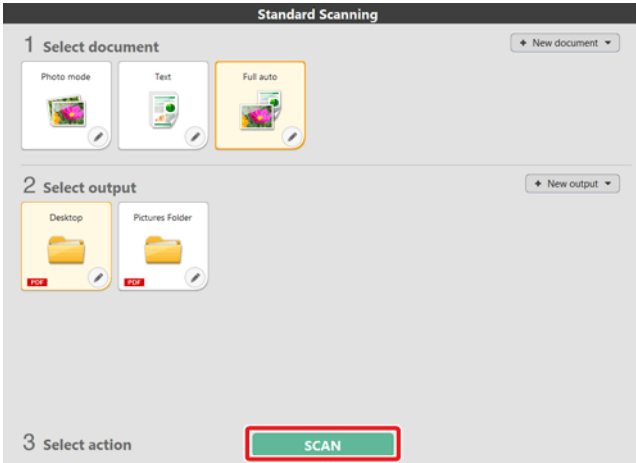 Standard Scanning
1 Select document
+ New document
Photo mode
Text
Full auto
2 Select output
+ New output
Desktop
Pictures Folder
PDF
PDF
3 Select action
SCAN